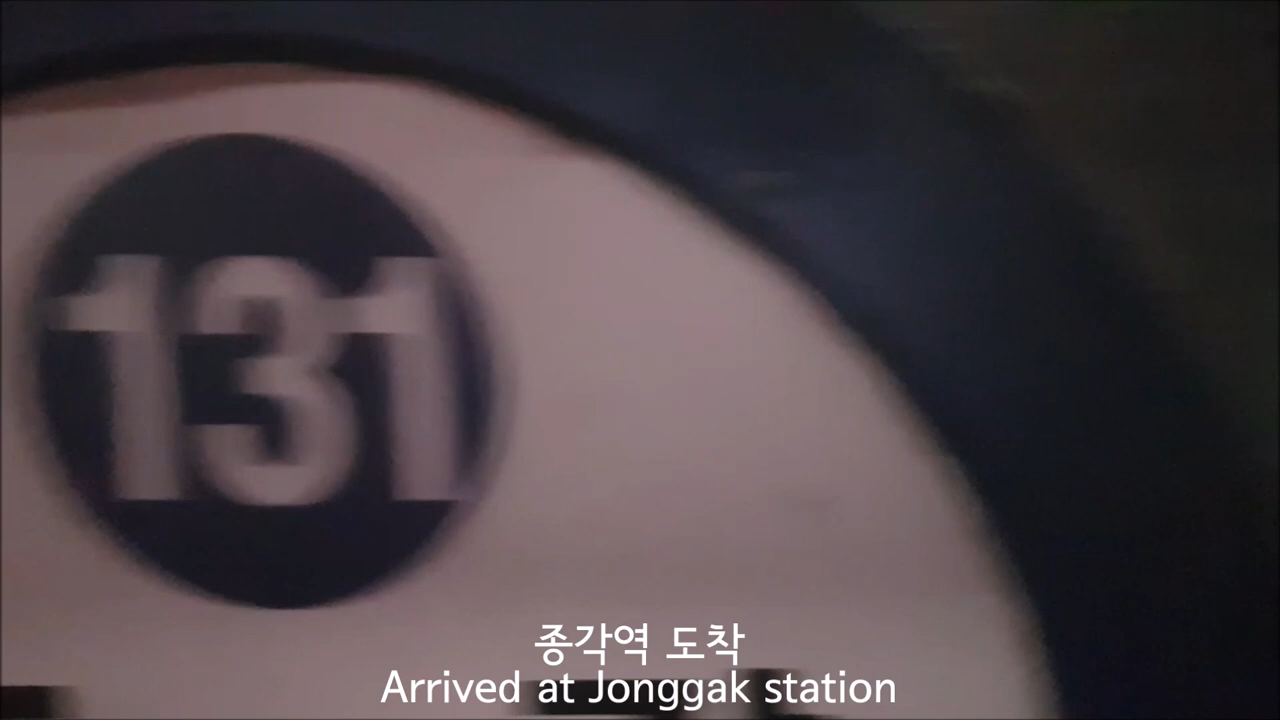 131
종각역 도착
Arrived at Jonggak station